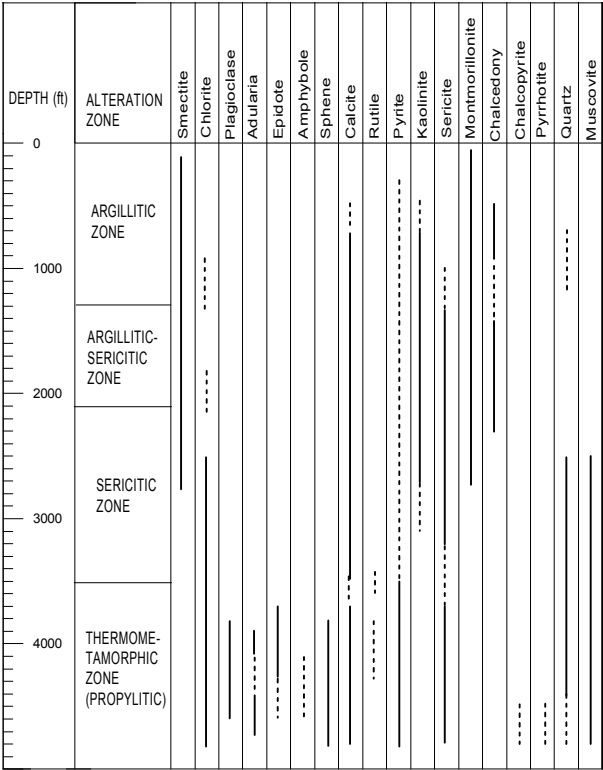 DEPTH (ft)
ALTERATION
ZONE
Smectite
Chlorite
Plagioclase
Adularia
Epidote
Amphybole
Sphene
Calcite
Rutile
Pyrite
Kaolinite
Sericite
Montmorillonite
Chalcedony
Chalcopyrite
Pyrrhotite
Quartz
Muscovite
0
ARGILLITIC
ZONE
1000
ARGILLITIC-
SERICITIC
ZONE
2000
SERICITIC
ZONE
3000
THERMOME-
TAMORPHIC
ZONE
(PROPYLITIC)
4000